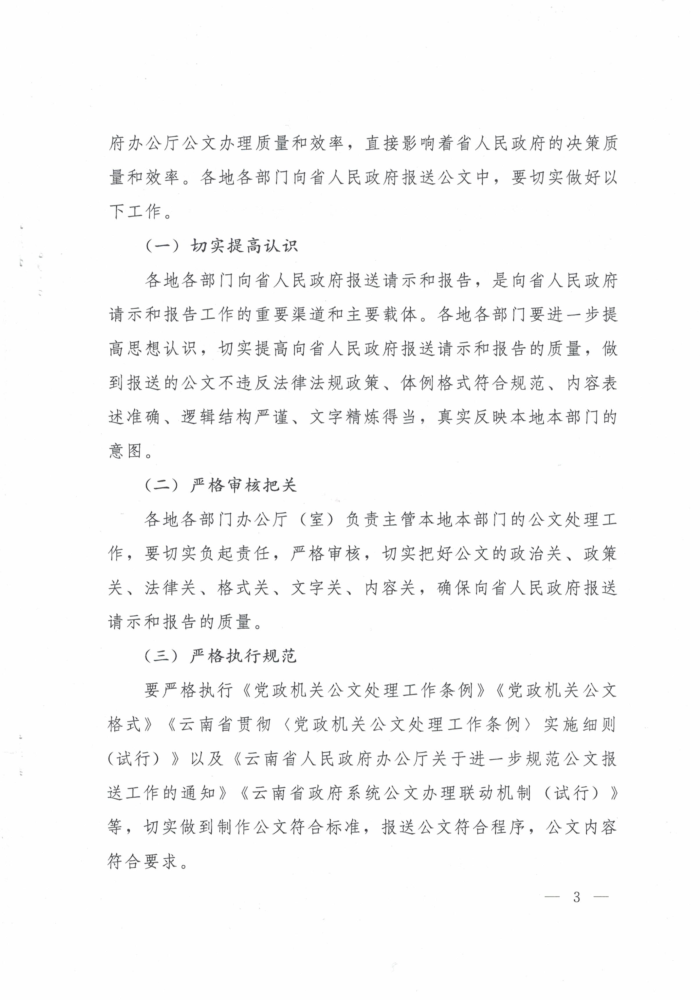 府办公厅公文办理质量和效率，直接影响着省人民政府的决策质
量和效率。各地各部门向省人民政府报送公文中，要切实做好以
下工作。
（一）切实提高认识
各地各部门向省人民政府报送请示和报告，是向省人民政府
请示和报告工作的重要渠道和主要载体。各地各部门要进一步提
高思想认识，切实提高向省人民政府报送请示和报告的质量，做
到报送的公文不违反法律法规政策、体例格式符合规范、内容表
述准确、逻辑结构严谨、文字精炼得当，真实反映本地本部门的
意图。
（二）严格审核把关
各地各部门办公厅（室）负责主管本地本部门的公文处理工
作，要切实负起责任，严格审核，切实把好公文的政治关、政策
关、法律关、格式关、文字关、内容关，确保向省人民政府报送
请示和报告的质量。
（三）严格执行规范
要严格执行《党政机关公文处理工作条例》《党政机关公文
格式》《云南省贯彻〈党政机关公文处理工作条例〉实施细则
（试行）》以及《云南省人民政府办公厅关于进一步规范公文报
送工作的通知》《云南省政府系统公文办理联动机制（试行）》
等，切实做到制作公文符合标准，报送公文符合程序，公文内容
符合要求。
— 3 —